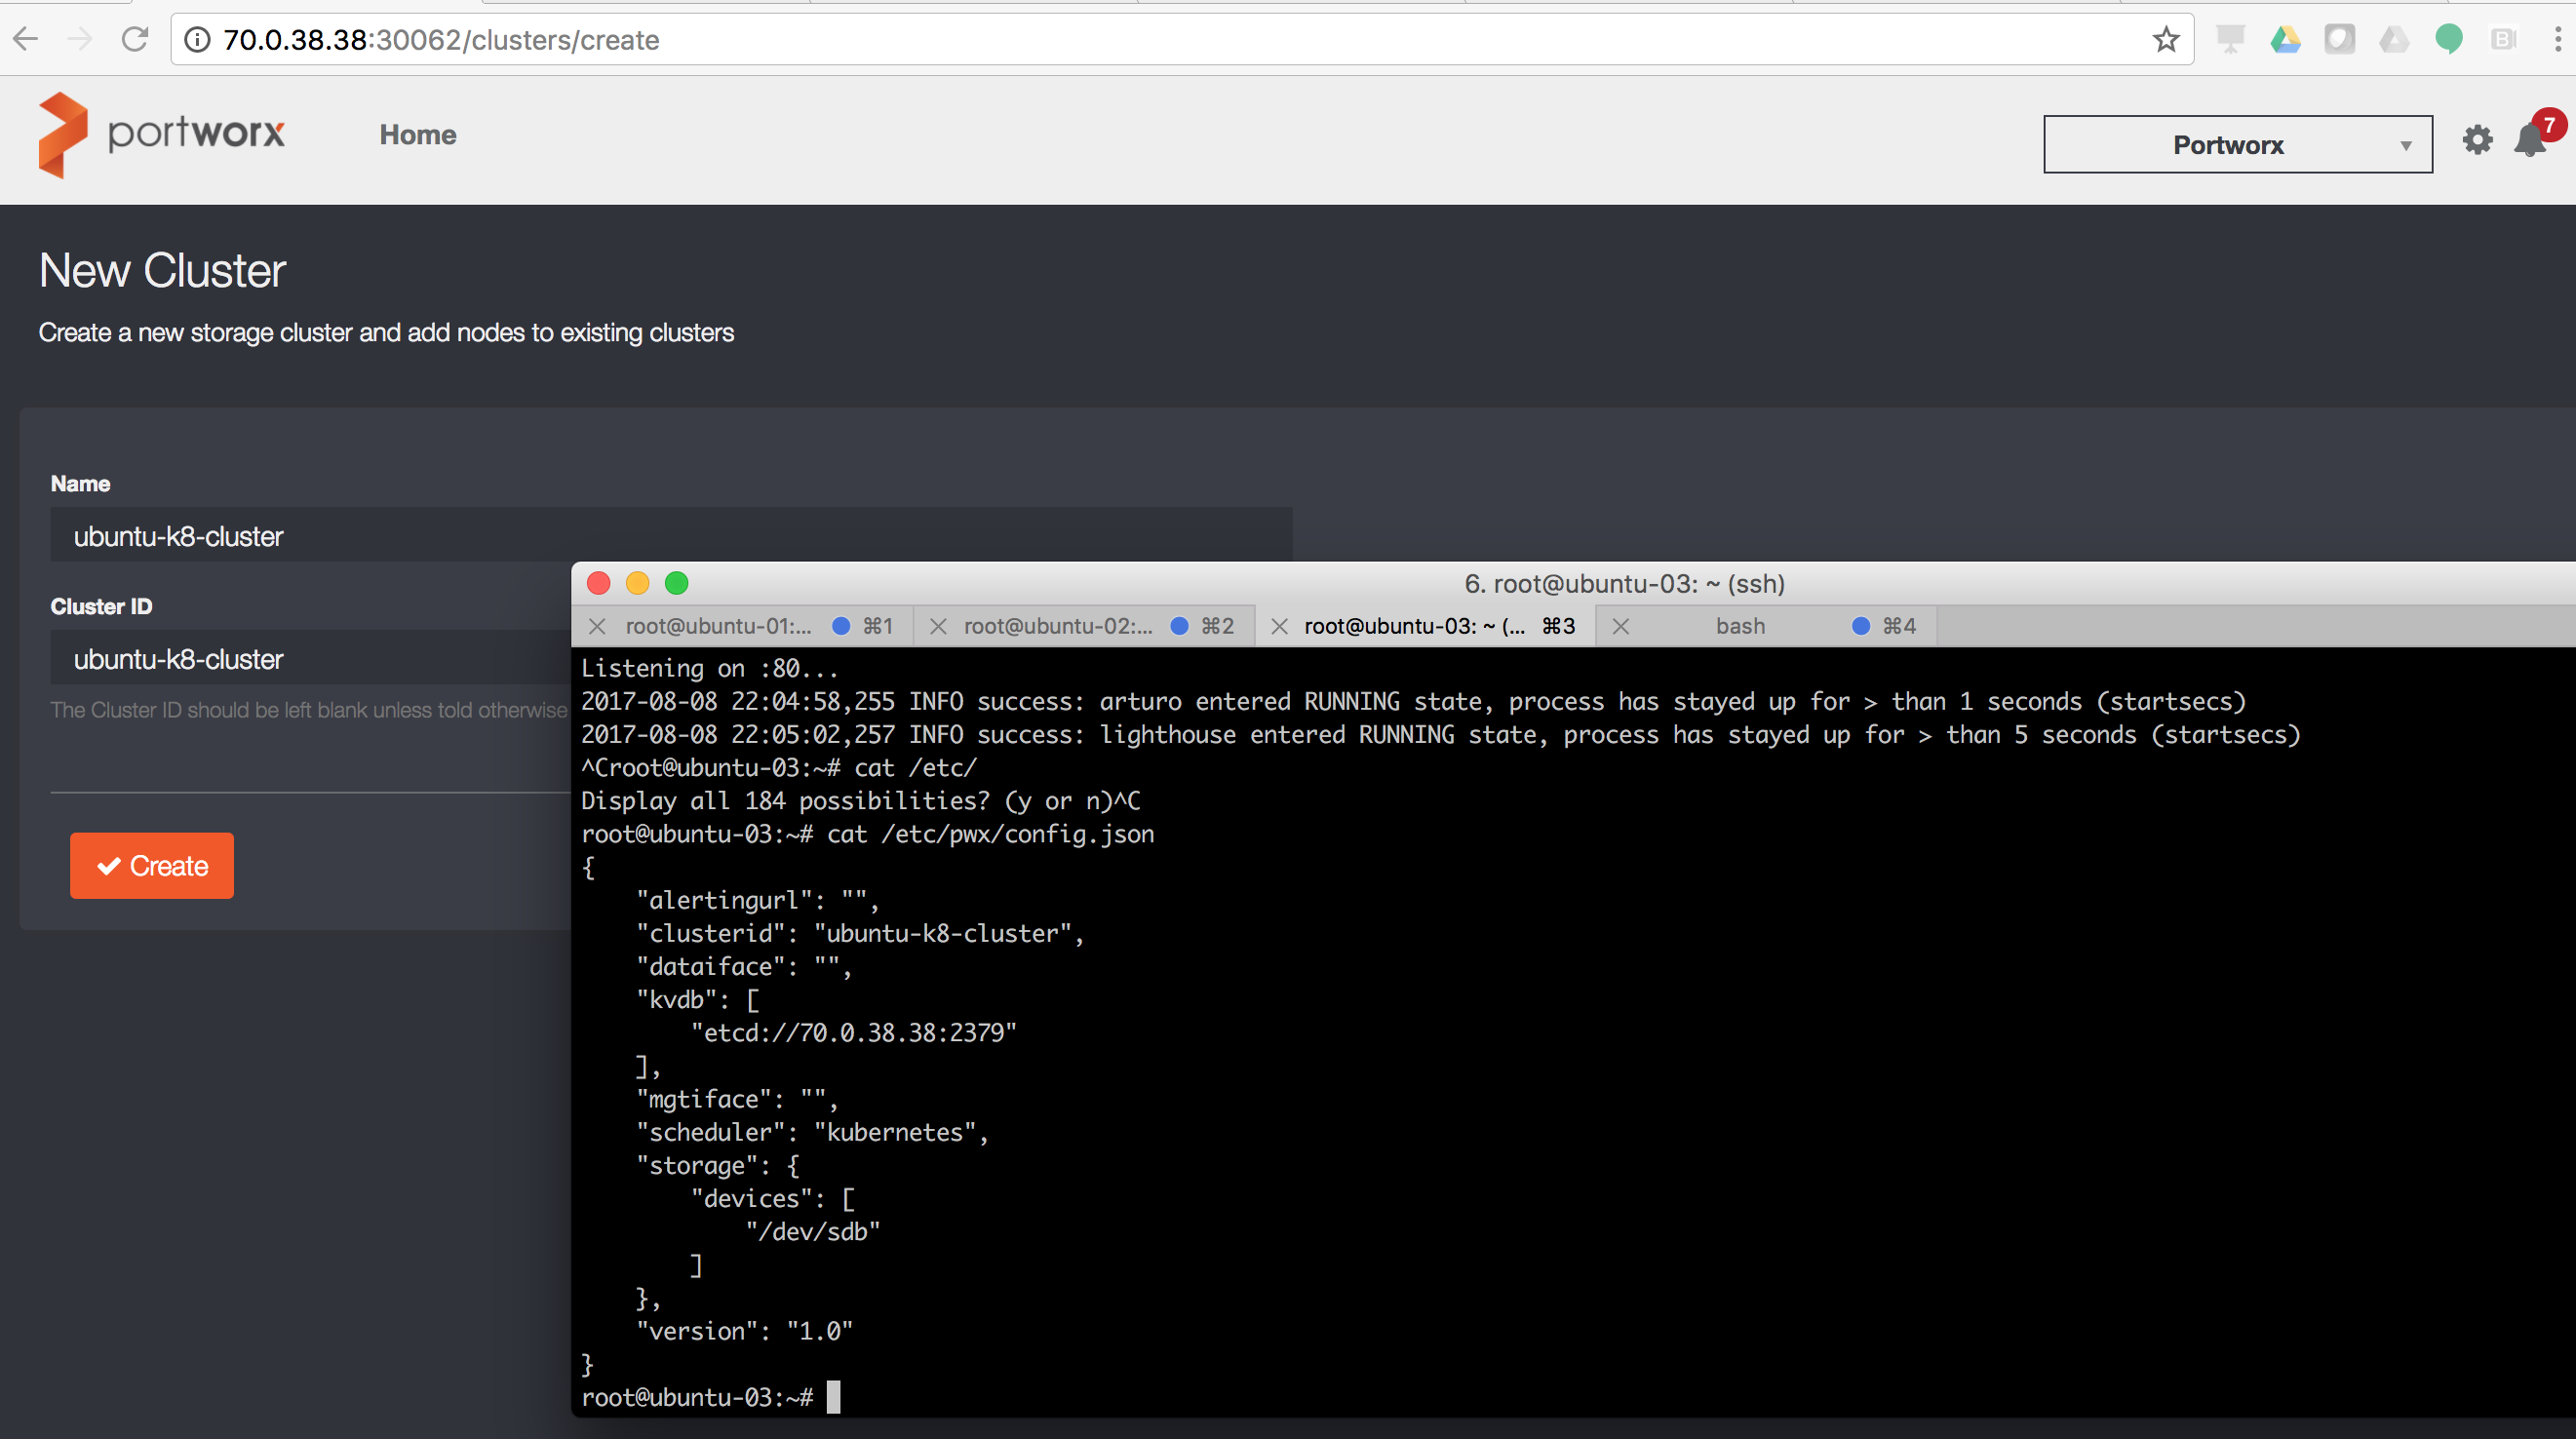 70.0.38.38:30062/clusters/create
portworx
Home
Portworx
7
New Cluster
Create a new storage cluster and add nodes to existing clusters
Name
ubuntu-k8-cluster
Cluster ID
ubuntu-k8-cluster
The Cluster ID should be left blank unless told otherwise
Create
6. root@ubuntu-03: ~ (ssh)
root@ubuntu-01:... ⌘1
root@ubuntu-02:... ⌘2
root@ubuntu-03: ~ (... ⌘3
bash ⌘4
Listening on :80...
2017-08-08 22:04:58,255 INFO success: arturo entered RUNNING state, process has stayed up for > than 1 seconds (startsecs)
2017-08-08 22:05:02,257 INFO success: lighthouse entered RUNNING state, process has stayed up for > than 5 seconds (startsecs)
^Croot@ubuntu-03:~# cat /etc/
Display all 184 possibilities? (y or n)^C
root@ubuntu-03:~# cat /etc/pwx/config.json
{
    "alertingurl": "",
    "clusterid": "ubuntu-k8-cluster",
    "dataiface": "",
    "kvdb": [
        "etcd://70.0.38.38:2379"
    ],
    "mgtiface": "",
    "scheduler": "kubernetes",
    "storage": {
        "devices": [
            "/dev/sdb"
        ]
    },
    "version": "1.0"
}
root@ubuntu-03:~#